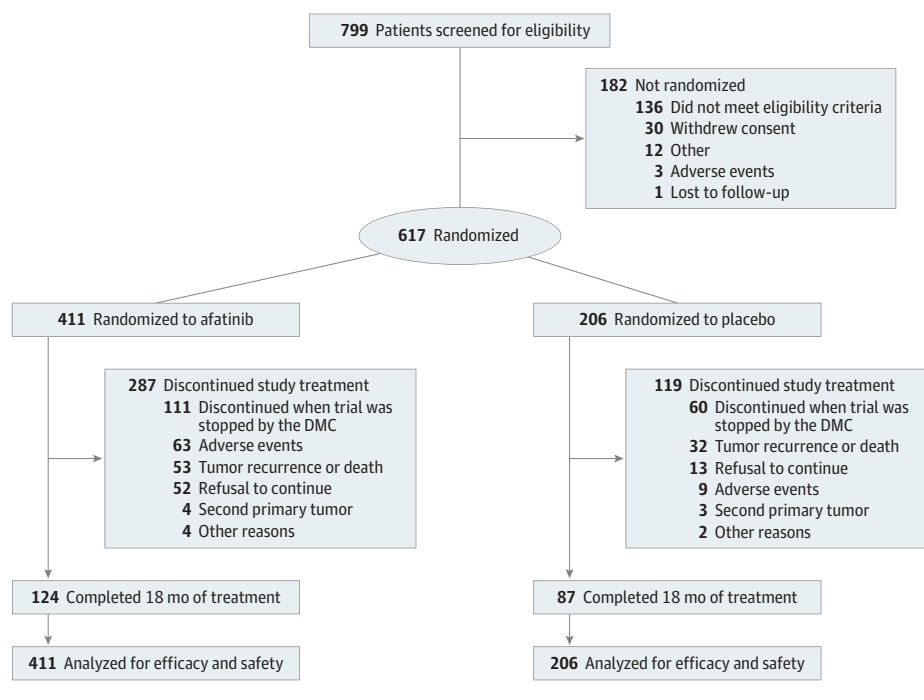 799 Patients screened for eligibility
182 Not randomized
136 Did not meet eligibility criteria
30 Withdrew consent
12 Other
3 Adverse events
1 Lost to follow-up
617 Randomized
411 Randomized to afatinib
287 Discontinued study treatment
111 Discontinued when trial was
stopped by the DMC
63 Adverse events
53 Tumor recurrence or death
52 Refusal to continue
4 Second primary tumor
4 Other reasons
124 Completed 18 mo of treatment
411 Analyzed for efficacy and safety
206 Randomized to placebo
119 Discontinued study treatment
60 Discontinued when trial was
stopped by the DMC
32 Tumor recurrence or death
13 Refusal to continue
9 Adverse events
3 Second primary tumor
2 Other reasons
87 Completed 18 mo of treatment
206 Analyzed for efficacy and safety